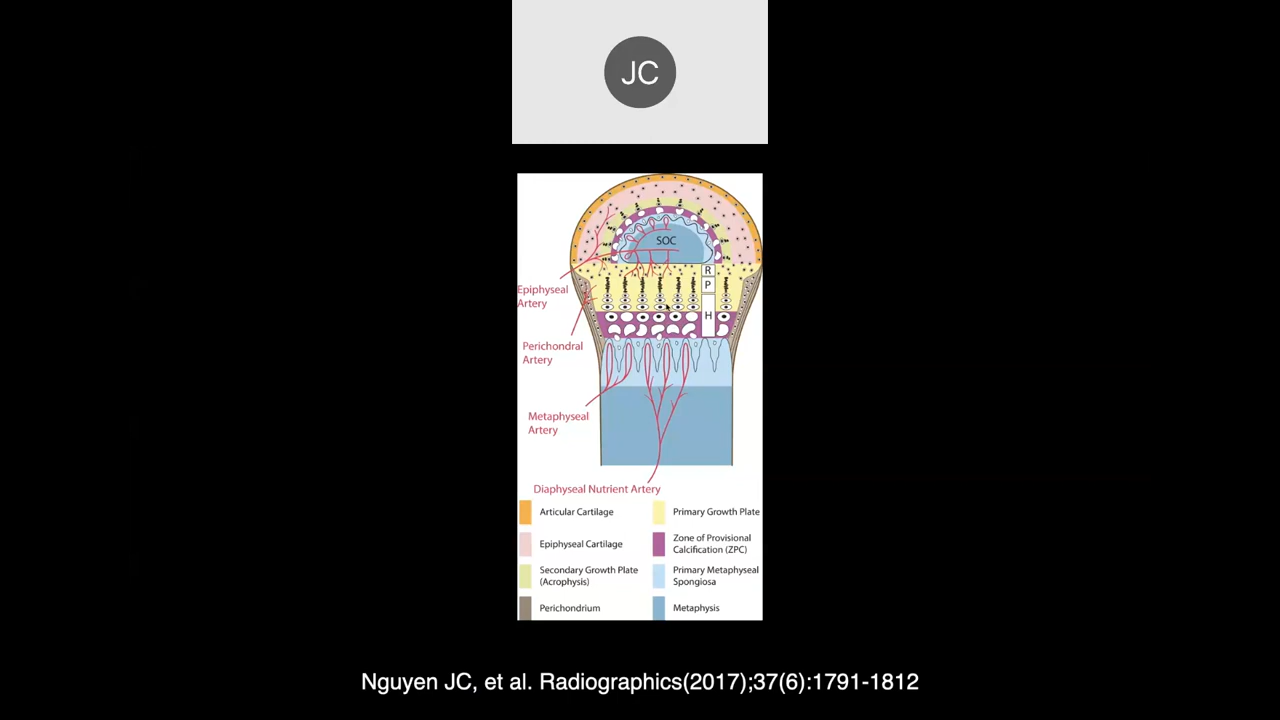 JC
SOC
R
P
H
Epiphyseal
Artery
Perichondral
Artery
Metaphyseal
Artery
Diaphyseal Nutrient Artery
Articular Cartilage
Primary Growth Plate
Epiphyseal Cartilage
Zone of Provisional
Calcification (ZPC)
Secondary Growth Plate
(Acrophysis)
Primary Metaphyseal
Spongiosa
Perichondrium
Metaphysis
Nguyen JC, et al. Radiographics(2017);37(6):1791-1812